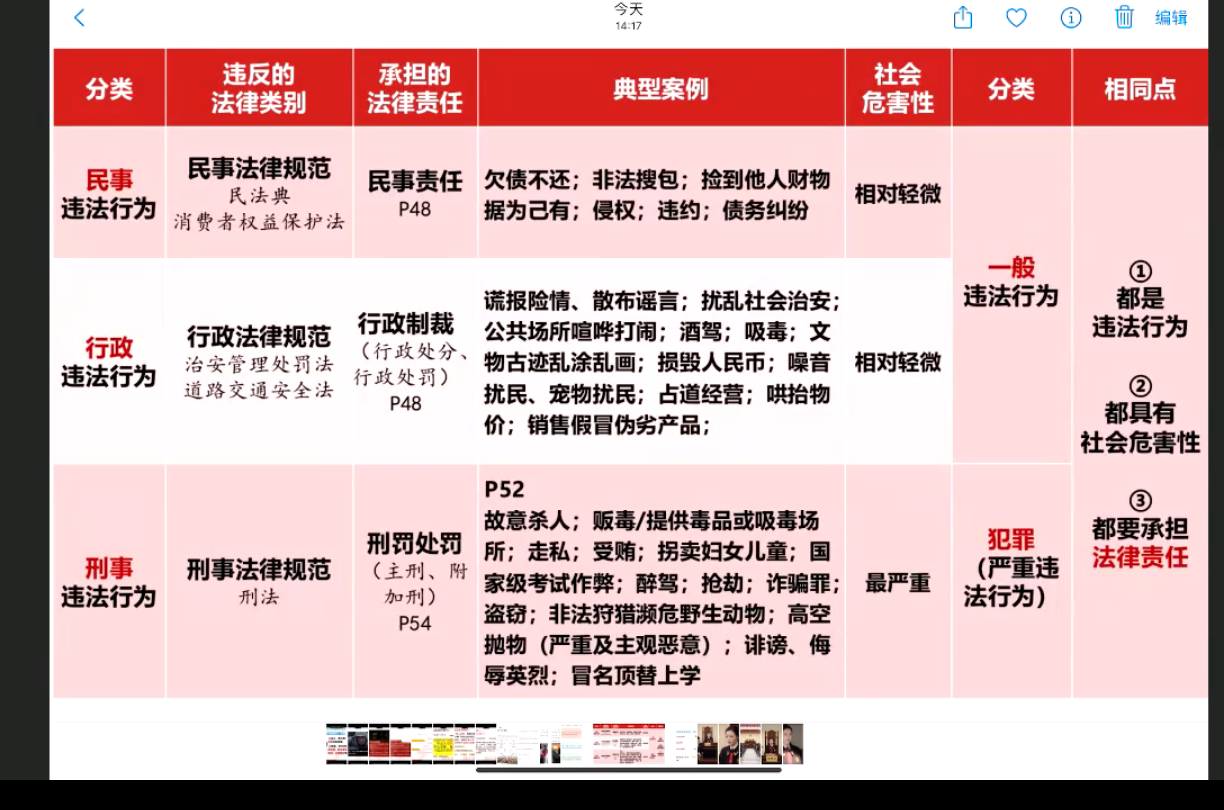 今天
14:17
编辑
分类
违反的
法律类别
承担的
法律责任
典型案例
社会
危害性
分类
相同点
民事
违法行为
民事法律规范
民法典
消费者权益保护法
民事责任
P48
欠债不还；非法搜包；捡到他人财物
据为己有；侵权；违约；债务纠纷
相对轻微
行政
违法行为
行政法律规范
治安管理处罚法
道路交通安全法
行政制裁
（行政处分、
行政处罚）
P48
谎报险情、散布谣言；扰乱社会治安；
公共场所喧哗打闹；酒驾；吸毒；文
物古迹乱涂乱画；损毁人民币；噪音
扰民、宠物扰民；占道经营；哄抬物
价；销售假冒伪劣产品；
相对轻微
一般
违法行为
刑事
违法行为
刑事法律规范
刑法
刑罚处罚
（主刑、附
加刑）
P54
P52
故意杀人；贩毒/提供毒品或吸毒场
所；走私；受贿；拐卖妇女儿童；国
家级考试作弊；醉驾；抢劫；诈骗罪；
盗窃；非法狩猎濒危野生动物；高空
抛物（严重及主观恶意）；诽谤、侮
辱英烈；冒名顶替上学
最严重
犯罪
（严重违
法行为）
①
都是
违法行为
②
都具有
社会危害性
③
都要承担
法律责任